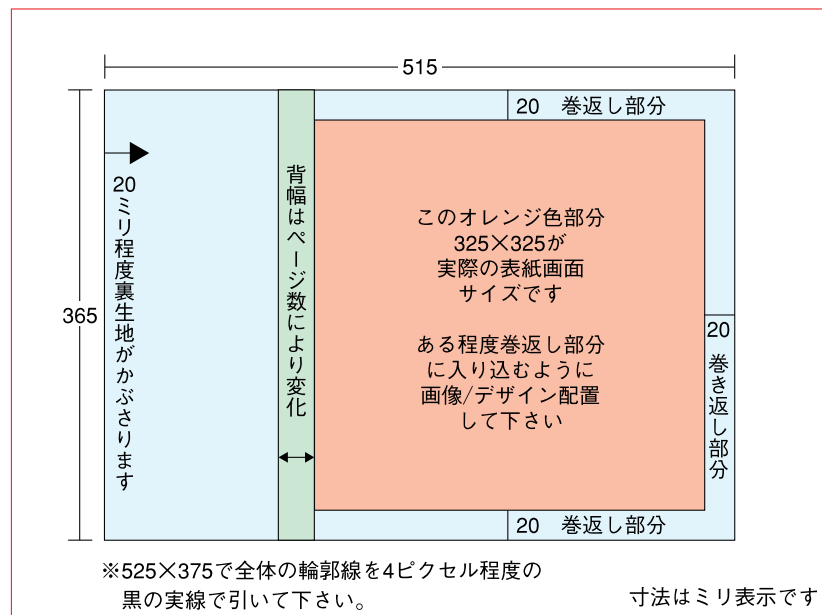 515
20 巻返し部分
365
20ミリ程度裏生地がかぶさります
背幅はページ数により変化
このオレンジ色部分
325×325が
実際の表紙画面
サイズです
ある程度巻返し部分
に入り込むように
画像/デザイン配置
して下さい
20 巻き返し部分
20 巻返し部分
※525×375で全体の輪郭線を4ピクセル程度の
黒の実線で引いて下さい。
寸法はミリ表示です